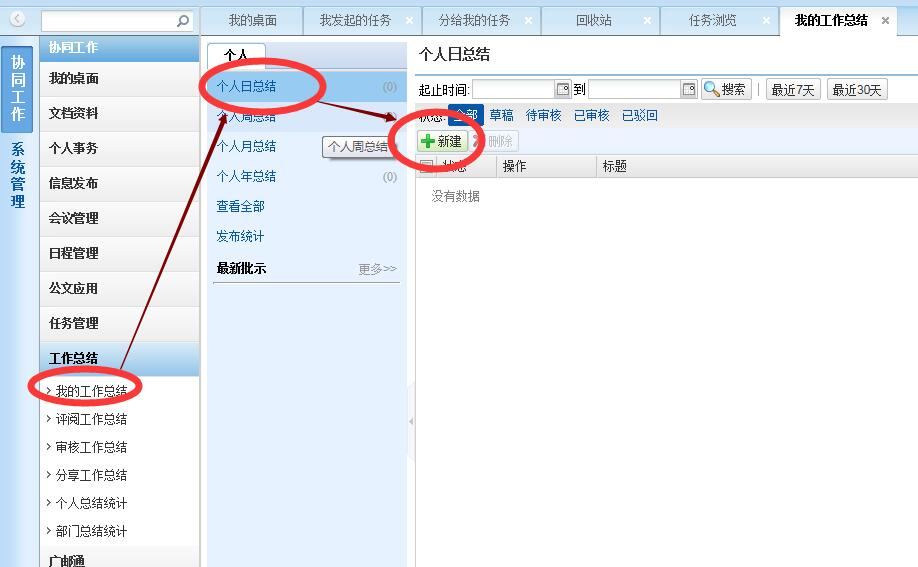 我的桌面 我发起的任务 分给我的任务 回收站 任务浏览 我的工作总结
协同工作
系统管理
协同工作
我的桌面
文档资料
个人事务
信息发布
会议管理
日程管理
公文应用
任务管理
工作总结
我的工作总结
评阅工作总结
审核工作总结
分享工作总结
个人总结统计
部门总结统计
广邮通
个人
个人日总结 (0)
个人周总结
个人月总结
个人周总结
个人年总结 (0)
查看全部
发布统计
最新批示 更多>>
个人日总结
起止时间: 到 搜索 | 最近7天 最近30天
状态: 全部 草稿 待审核 已审核 已驳回
新建 删除
状态 操作 标题
没有数据